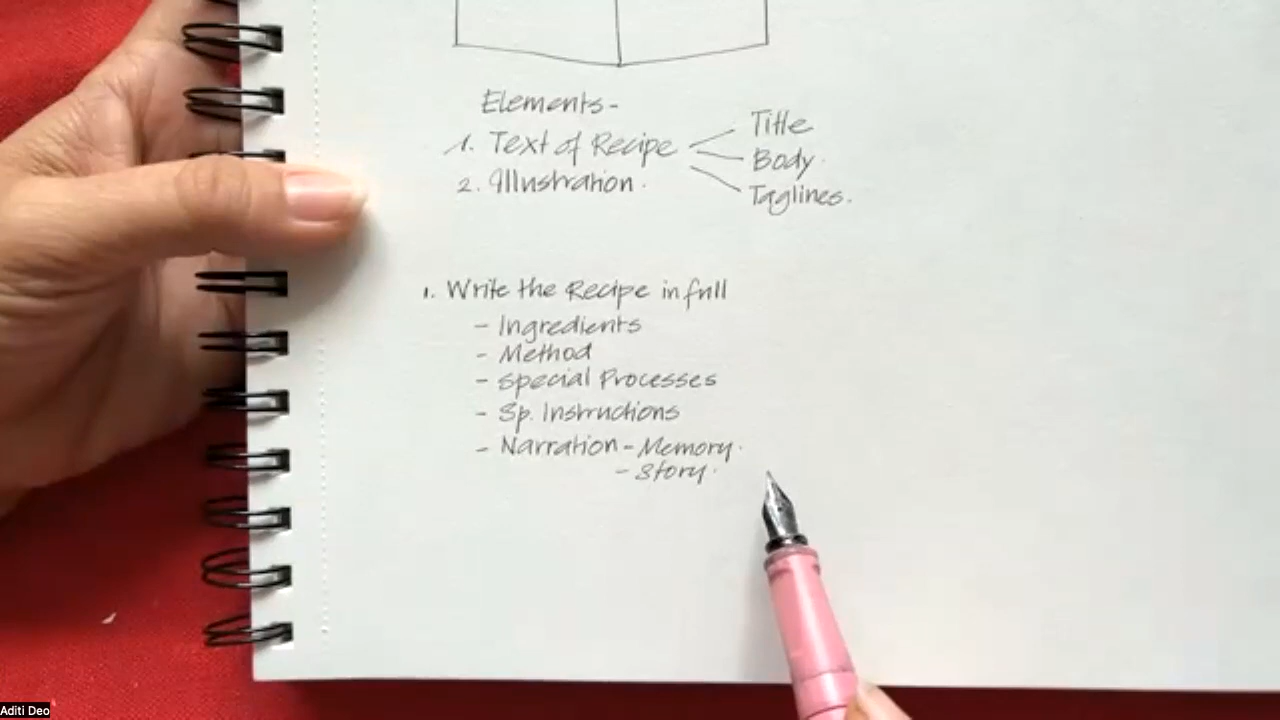 Elements -
1. Text of Recipe
Title
Body
Taglines.
2. Illustration.
1. Write the Recipe in full
- Ingredients
- Method
- Special Processes
- Sp. Instructions
- Narration - Memory.
- Story.
Aditi Deo